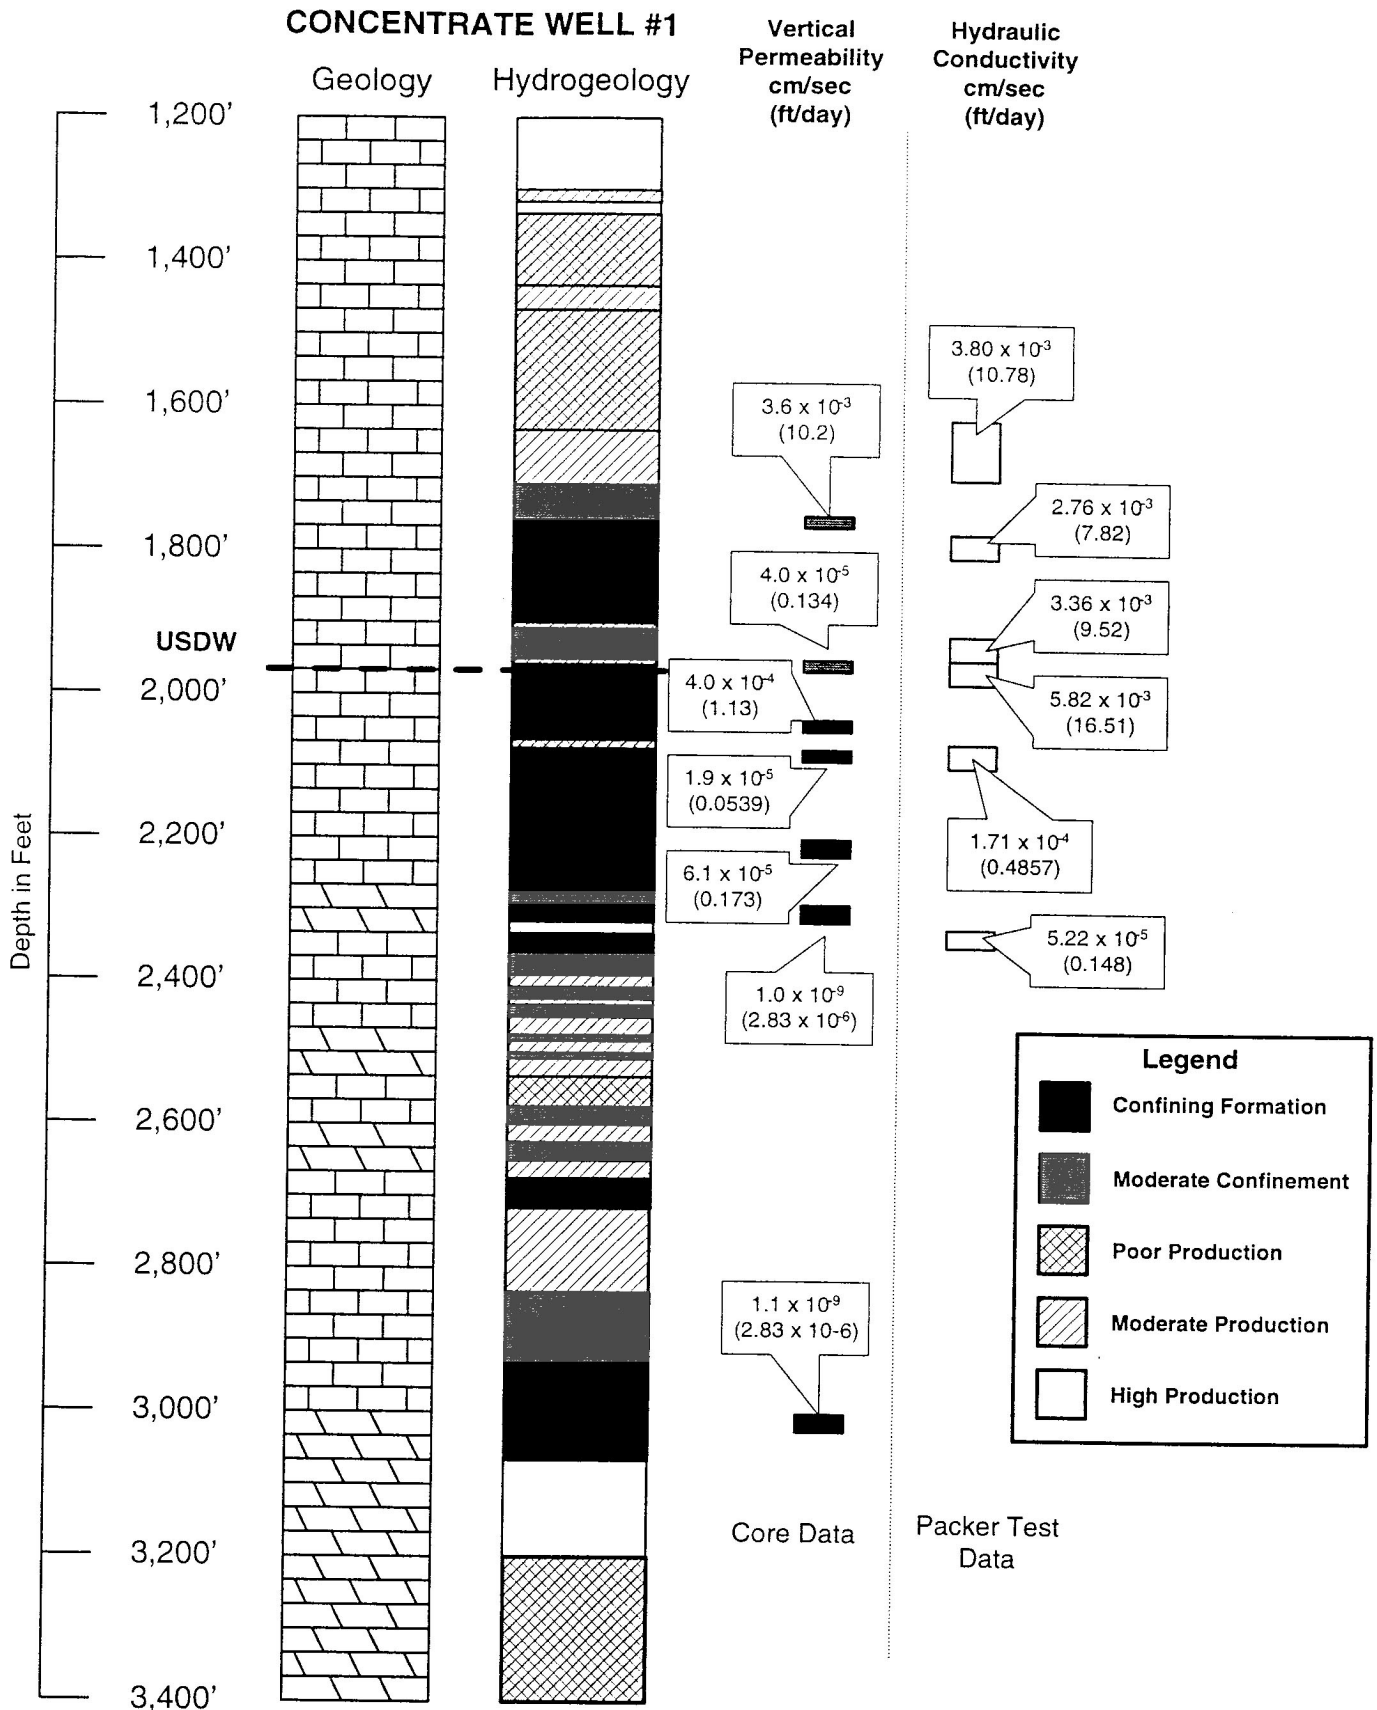 CONCENTRATE WELL #1
Geology
Hydrogeology
Vertical
Permeability
cm/sec
(ft/day)
Hydraulic
Conductivity
cm/sec
(ft/day)
Depth in Feet
1,200'
1,400'
1,600'
1,800'
USDW
2,000'
2,200'
2,400'
2,600'
2,800'
3,000'
3,200'
3,400'
3.6 x 10⁻³
(10.2)
4.0 x 10⁻⁵
(0.134)
4.0 x 10⁻⁴
(1.13)
1.9 x 10⁻⁵
(0.0539)
6.1 x 10⁻⁵
(0.173)
1.0 x 10⁻⁹
(2.83 x 10⁻⁶)
1.1 x 10⁻⁹
(2.83 x 10-6)
Core Data
3.80 x 10⁻³
(10.78)
2.76 x 10⁻³
(7.82)
3.36 x 10⁻³
(9.52)
5.82 x 10⁻³
(16.51)
1.71 x 10⁻⁴
(0.4857)
5.22 x 10⁻⁵
(0.148)
Packer Test
Data
Legend
Confining Formation
Moderate Confinement
Poor Production
Moderate Production
High Production